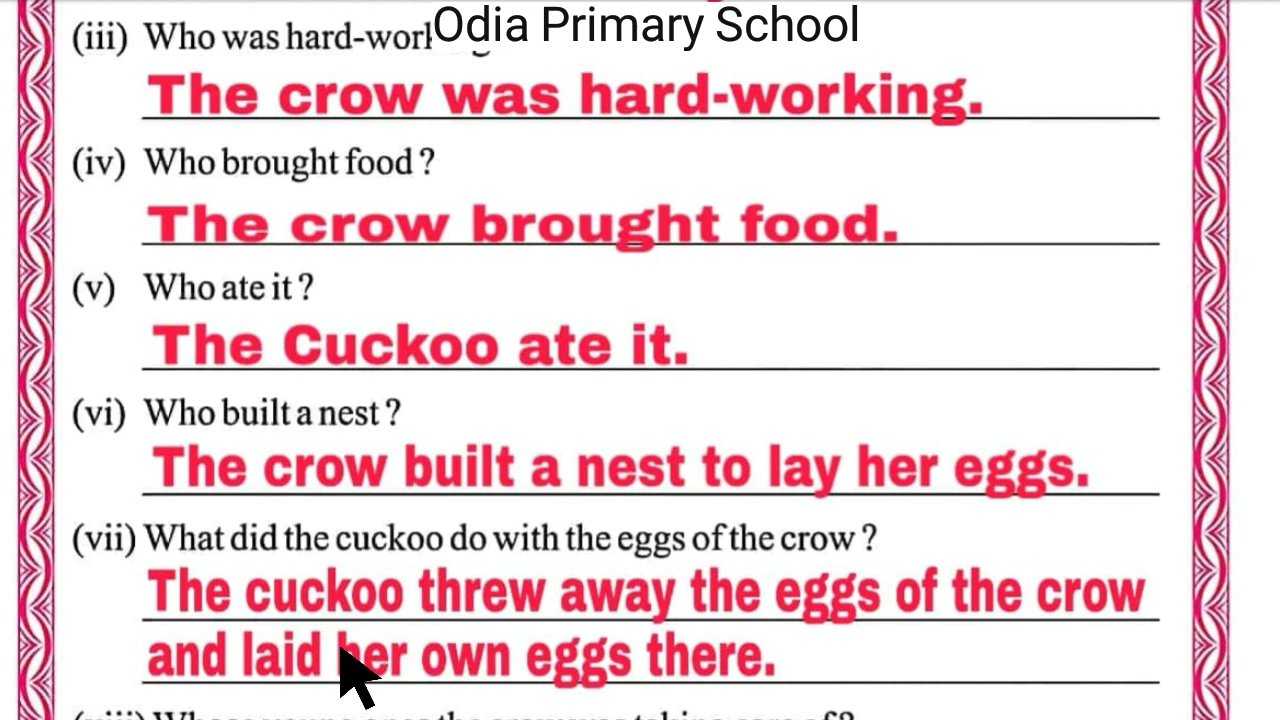 Odia Primary School
(iii) Who was hard-work
The crow was hard-working.
(iv) Who brought food ?
The crow brought food.
(v) Who ate it ?
The Cuckoo ate it.
(vi) Who built a nest ?
The crow built a nest to lay her eggs.
(vii) What did the cuckoo do with the eggs of the crow ?
The cuckoo threw away the eggs of the crow
and laid her own eggs there.